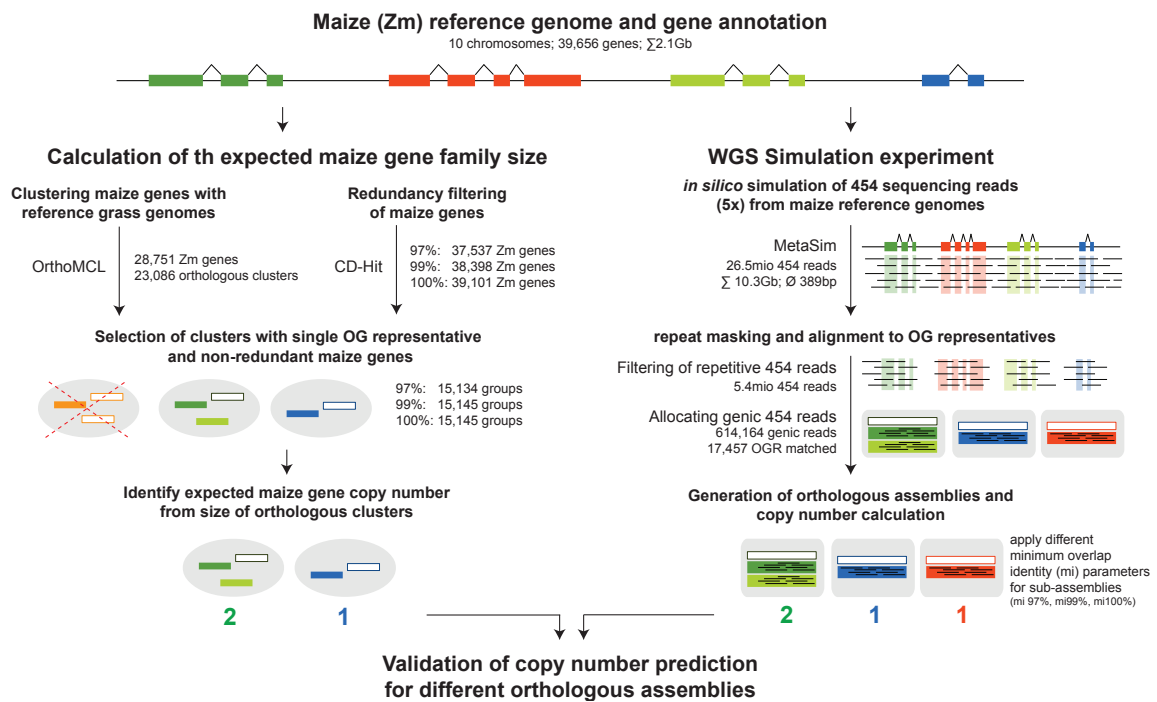 Maize (Zm) reference genome and gene annotation
10 chromosomes; 39,656 genes; ∑2.1Gb
Calculation of th expected maize gene family size
Clustering maize genes with
reference grass genomes
OrthoMCL
28,751 Zm genes
23,086 orthologous clusters
Redundancy filtering
of maize genes
CD-Hit
97%: 37,537 Zm genes
99%: 38,398 Zm genes
100%: 39,101 Zm genes
Selection of clusters with single OG representative
and non-redundant maize genes
97%: 15,134 groups
99%: 15,145 groups
100%: 15,145 groups
Identify expected maize gene copy number
from size of orthologous clusters
2 1
WGS Simulation experiment
in silico simulation of 454 sequencing reads
(5x) from maize reference genomes
MetaSim
26.5mio 454 reads
∑ 10.3Gb; Ø 389bp
repeat masking and alignment to OG representatives
Filtering of repetitive 454 reads
5.4mio 454 reads
Allocating genic 454 reads
614,164 genic reads
17,457 OGR matched
Generation of orthologous assemblies and
copy number calculation
apply different
minimum overlap
identity (mi) parameters
for sub-assemblies
(mi 97%, mi99%, mi100%)
2 1 1
Validation of copy number prediction
for different orthologous assemblies